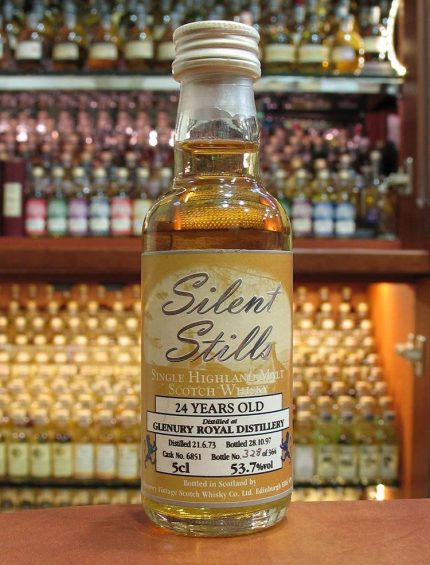 Silent
Stills
SINGLE HIGHLAND MALT
SCOTCH WHISKY
24 YEARS OLD
Distilled at
GLENURY ROYAL DISTILLERY
Distilled 21.6.73 Bottled 28.10.97
Cask No. 6851 Bottle No. 328 of 564
5cl 53.7%vol
Bottled in Scotland by
Vintage Scotch Whisky Co. Ltd. Edinburgh